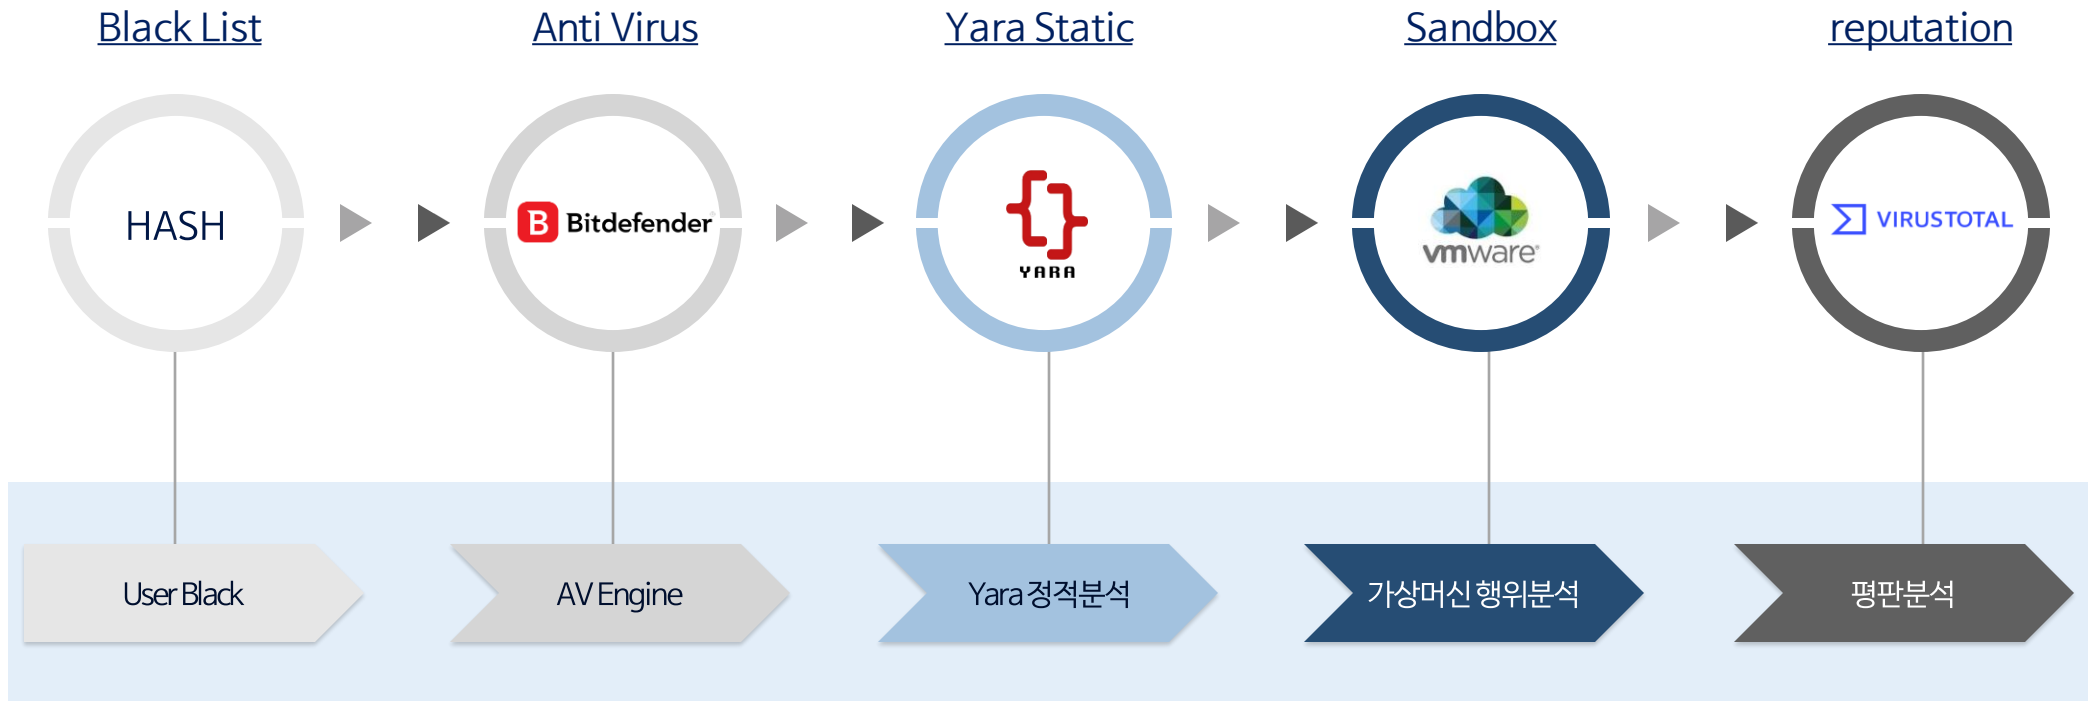 Black List
Anti Virus
Yara Static
Sandbox
reputation
HASH
B Bitdefender
YARA
vmware
VIRUSTOTAL
User Black
AV Engine
Yara 정적분석
가상머신 행위분석
평판분석